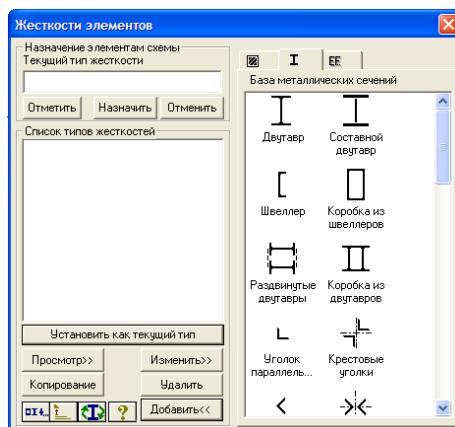 Жесткости элементов
Назначение элементам схемы
Текущий тип жесткости
Отметить Назначить Отменить
Список типов жесткостей
Установить как текущий тип
Просмотр>> Изменить>>
Копирование Удалить
Добавить<<
EF
База металлических сечений
Двутавр
Составной
двутавр
Швеллер
Коробка из
швеллеров
Раздвинутые
двутавры
Коробка из
двутавров
Уголок
параллель...
Крестовые
уголки